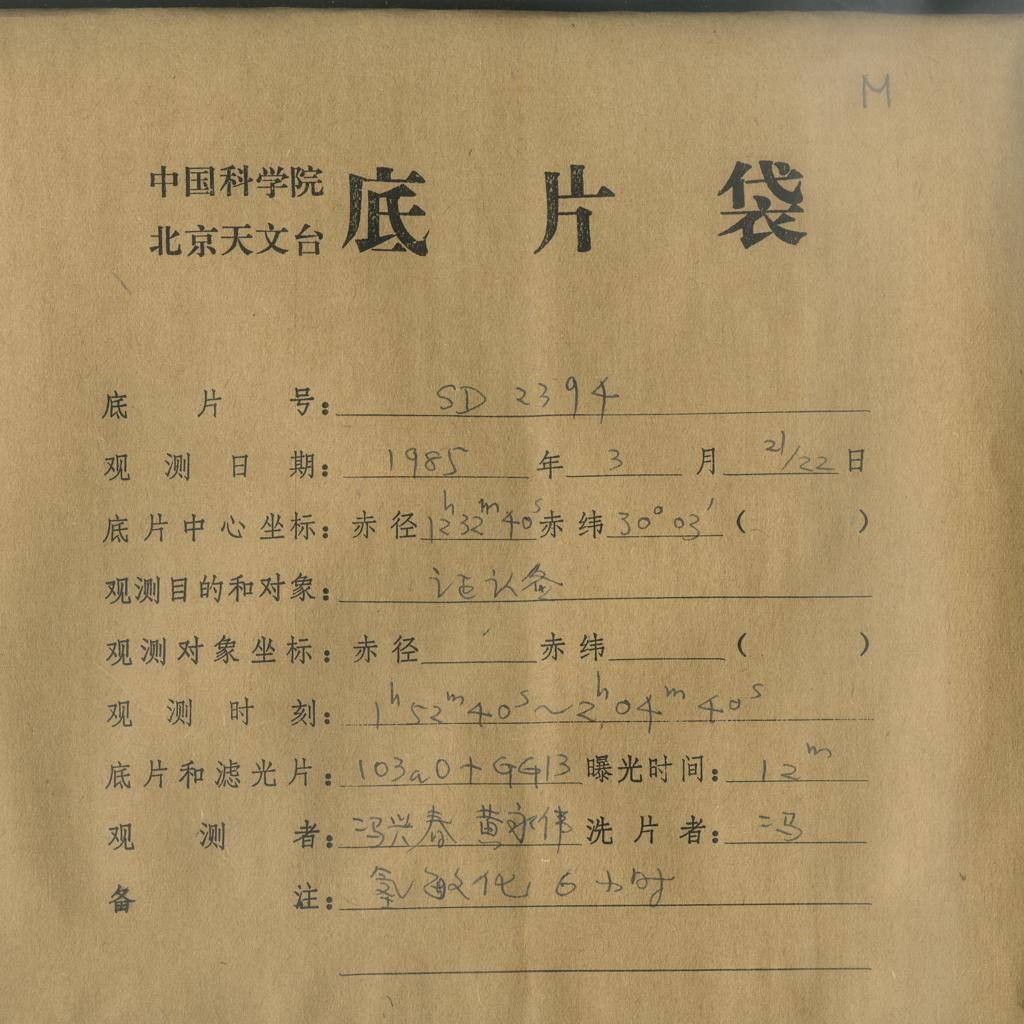 M
中国科学院
北京天文台
底片袋
底片号： SD 2394
观测日期： 1985 年 3 月 21/22 日
底片中心坐标：赤径 12h32m40s 赤纬 30°03′ （ ）
观测目的和对象： 证认备
观测对象坐标：赤径 赤纬 （ ）
观测时刻： 1h52m40s～2h04m40s
底片和滤光片： 103aO+GG13 曝光时间： 12m
观测者： 冯兴春 黄永伟 洗片者： 冯
备注： 氢敏化 6小时